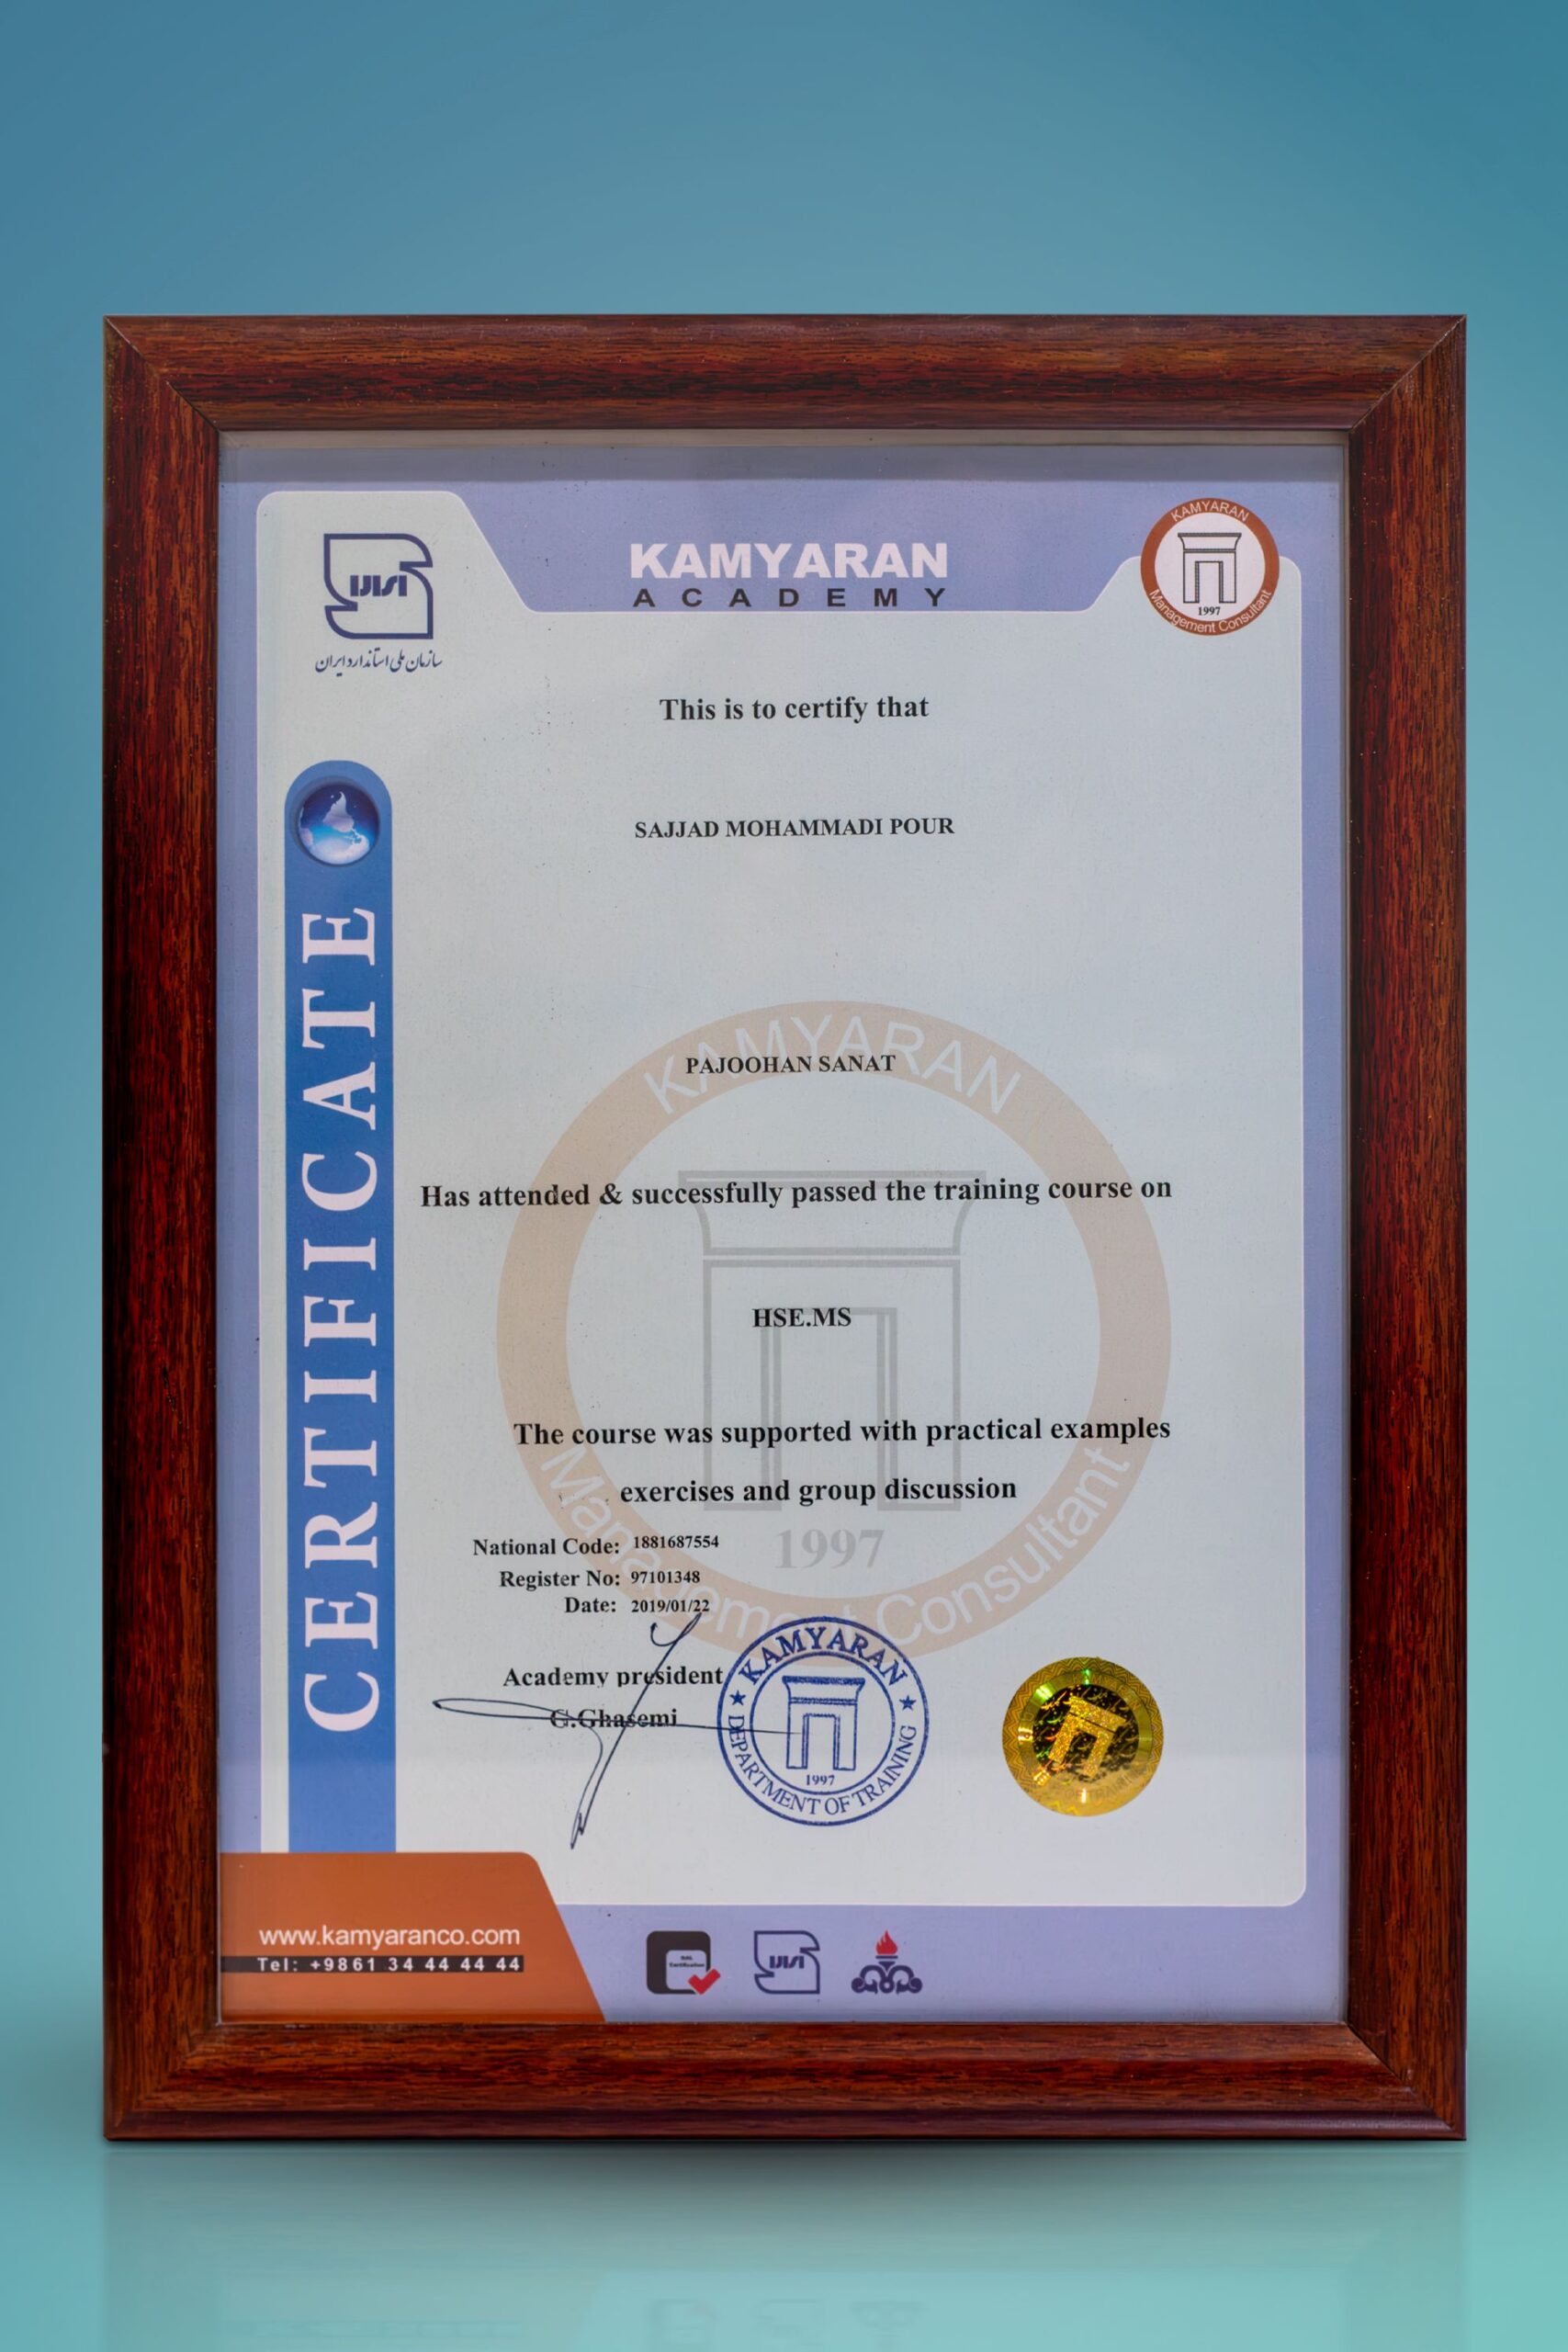 KAMYARAN
ACADEMY
KAMYARAN
1997
Management Consultant
سازمان ملی استاندارد ایران
This is to certify that
SAJJAD MOHAMMADI POUR
CERTIFICATE
KAMYARAN
PAJOOHAN SANAT
Has attended & successfully passed the training course on
HSE.MS
The course was supported with practical examples
exercises and group discussion
1997
Management Consultant
National Code: 1881687554
Register No: 97101348
Date: 2019/01/22
Academy president
G.Ghasemi
KAMYARAN
1997
DEPARTMENT OF TRAINING
www.kamyaranco.com
Tel: +9861 34 44 44 44